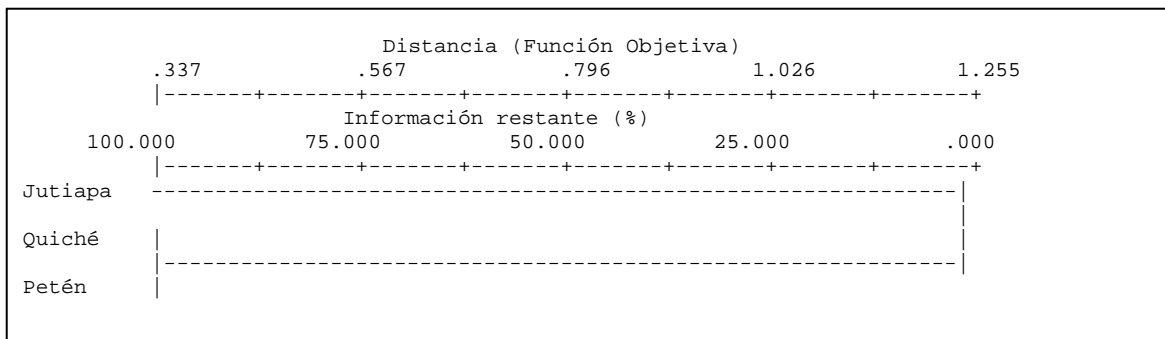 Distancia (Función Objetiva)
.337 .567 .796 1.026 1.255
|-------+-------+-------+-------+-------+-------+-------+-------+
Información restante (%)
100.000 75.000 50.000 25.000 .000
|-------+-------+-------+-------+-------+-------+-------+-------+
Jutiapa
Quiché
Petén